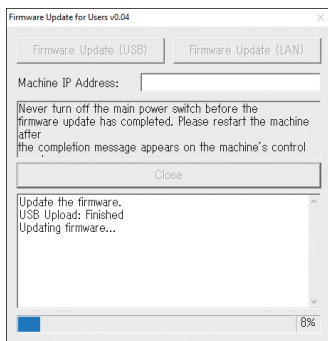 Firmware Update for Users v0.04
Firmware Update (USB)
Firmware Update (LAN)
Machine IP Address:
Never turn off the main power switch before the
firmware update has completed. Please restart the machine
after
the completion message appears on the machine's control
Close
Update the firmware.
USB Upload: Finished
Updating firmware...
8%